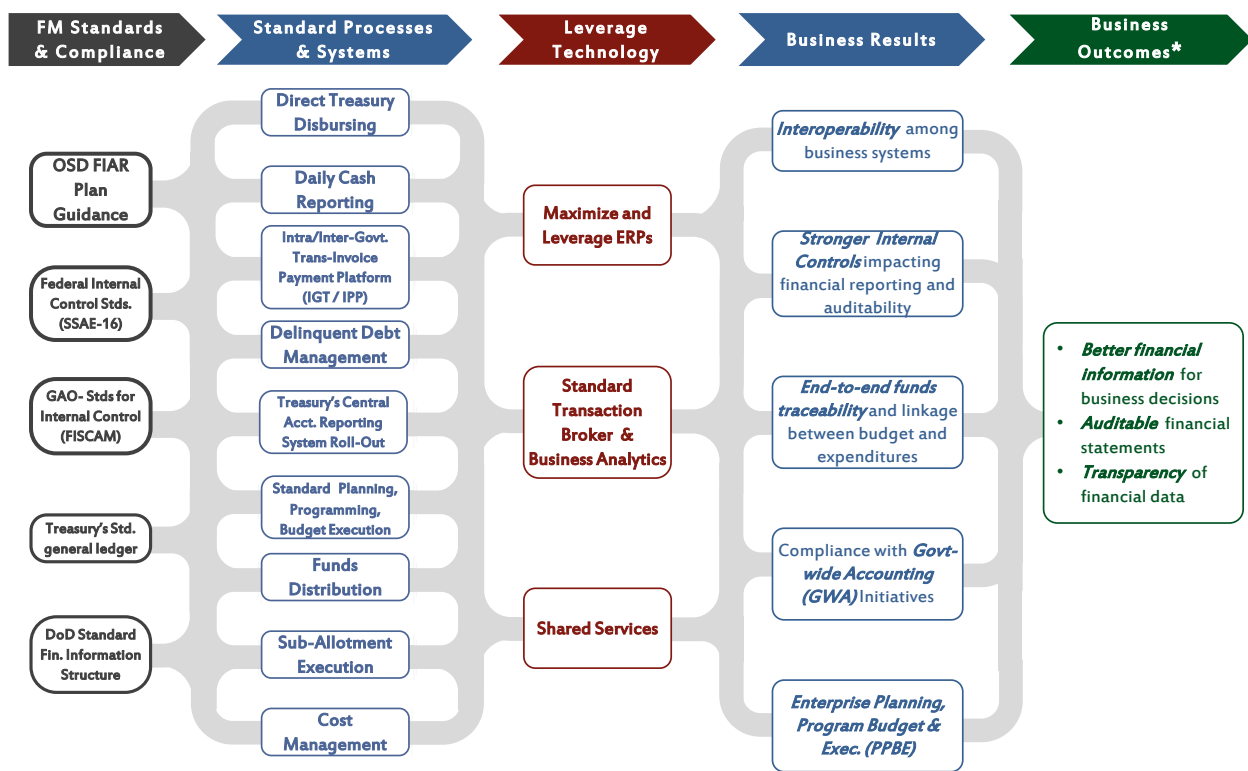 FM Standards
& Compliance
Standard Processes
& Systems
Leverage
Technology
Business Results
Business
Outcomes*
OSD FIAR
Plan
Guidance
Federal Internal
Control Stds.
(SSAE-16)
GAO- Stds for
Internal Control
(FISCAM)
Treasury's Std.
general ledger
DoD Standard
Fin. Information
Structure
Direct Treasury
Disbursing
Daily Cash
Reporting
Intra/Inter-Govt.
Trans-Invoice
Payment Platform
(IGT / IPP)
Delinquent Debt
Management
Treasury's Central
Acct. Reporting
System Roll-Out
Standard Planning,
Programming,
Budget Execution
Funds
Distribution
Sub-Allotment
Execution
Cost
Management
Maximize and
Leverage ERPs
Standard
Transaction
Broker &
Business Analytics
Shared Services
Interoperability among
business systems
Stronger Internal
Controls impacting
financial reporting and
auditability
End-to-end funds
traceability and linkage
between budget and
expenditures
Compliance with Govt-
wide Accounting
(GWA) Initiatives
Enterprise Planning,
Program Budget &
Exec. (PPBE)
• Better financial
information for
business decisions
• Auditable financial
statements
• Transparency of
financial data